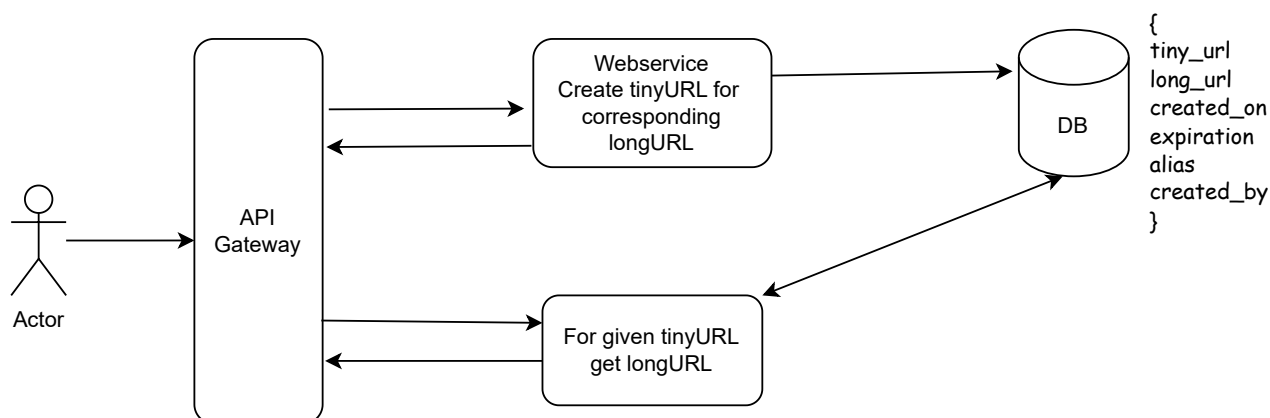 Actor
API
Gateway
Webservice
Create tinyURL for
corresponding
longURL
For given tinyURL
get longURL
DB
{
tiny_url
long_url
created_on
expiration
alias
created_by
}